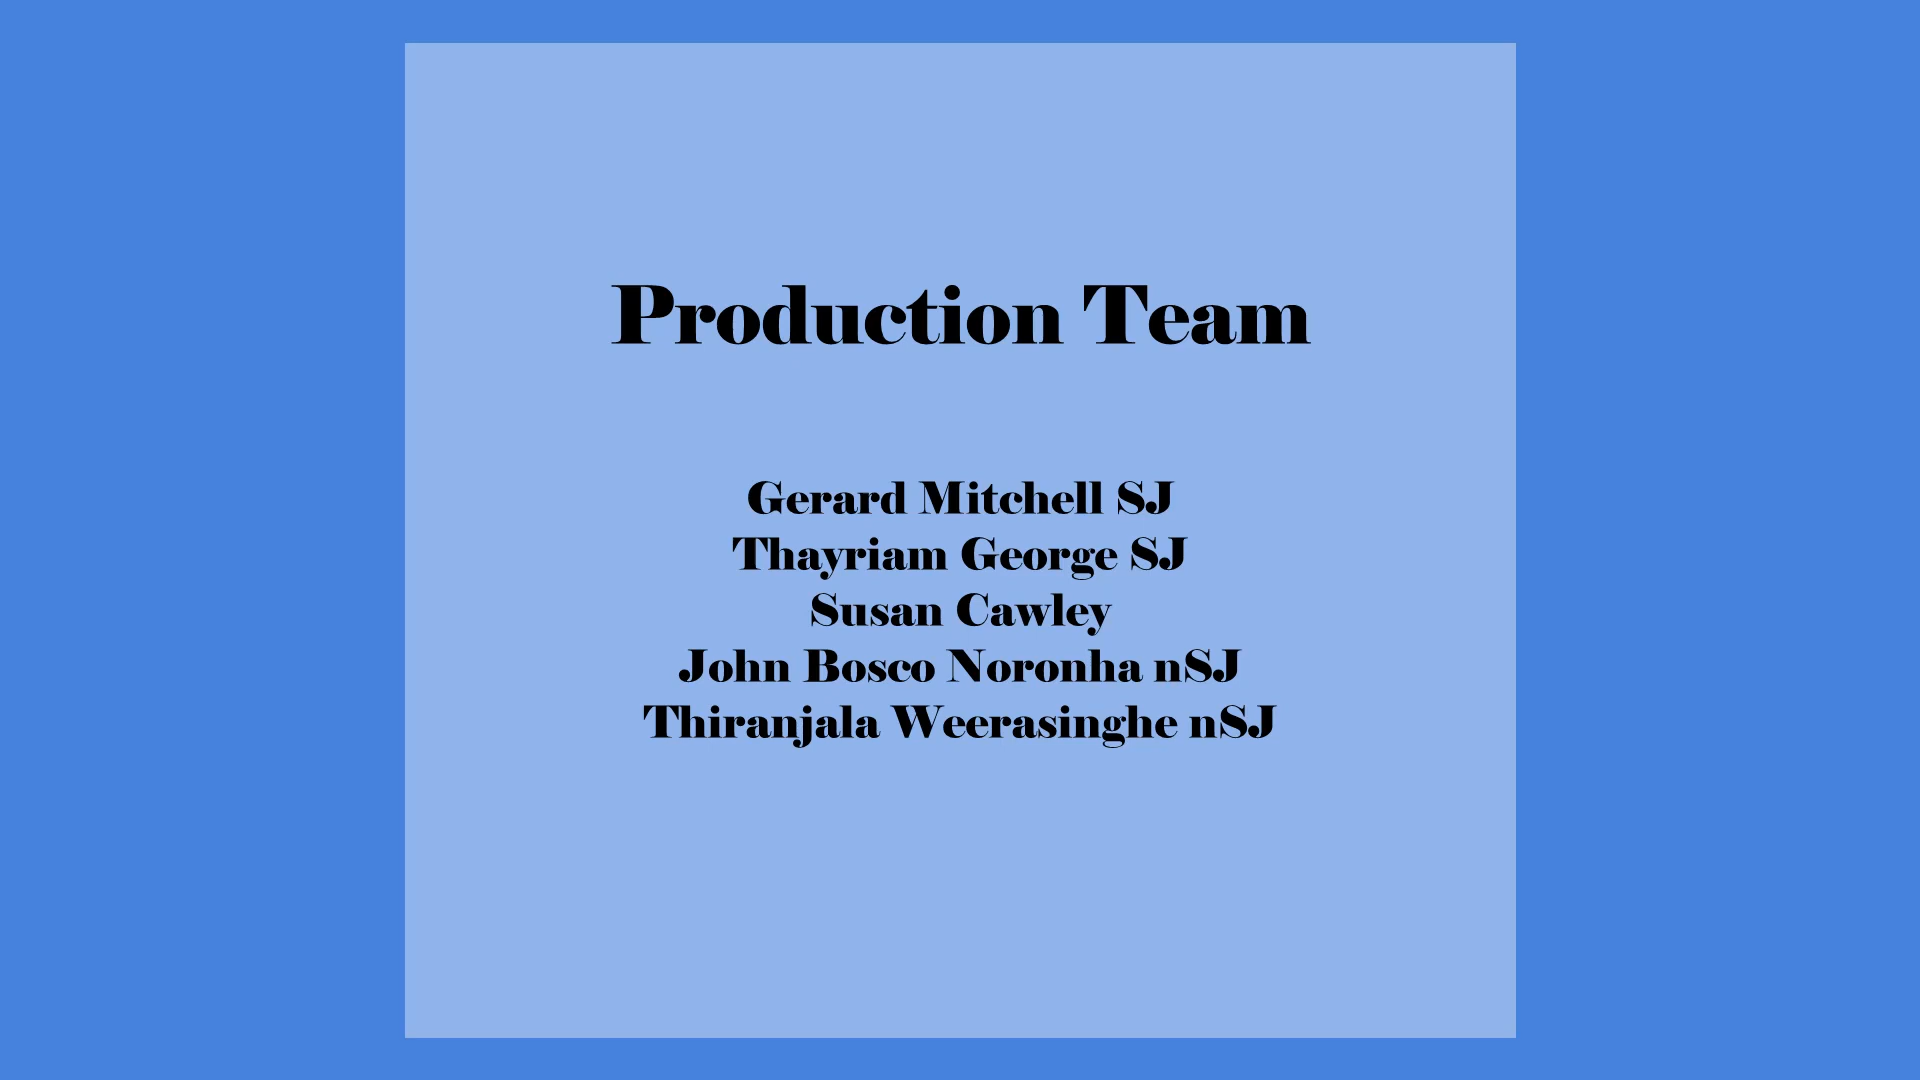 Production Team
Gerard Mitchell SJ
Thayriam George SJ
Susan Cawley
John Bosco Noronha nSJ
Thiranjala Weerasinghe nSJ